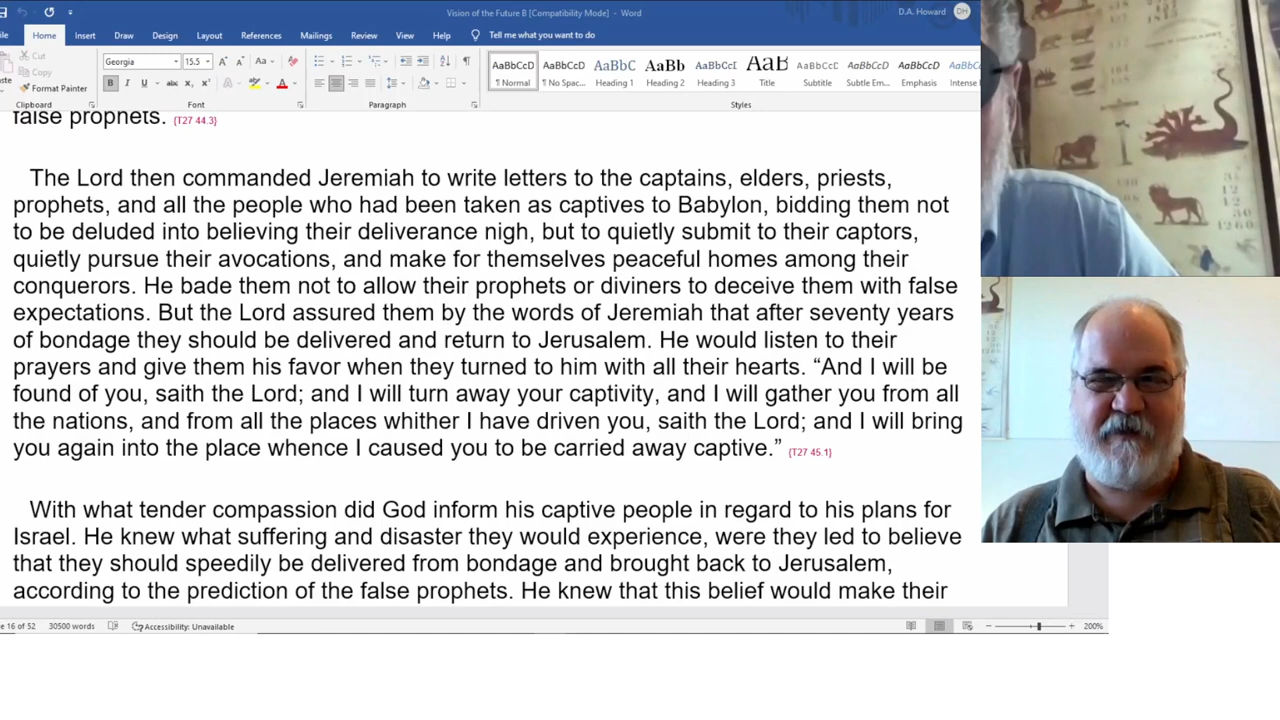 Vision of the Future B [Compatibility Mode] - Word
D.A. Howard
DH
Home Insert Draw Design Layout References Mailings Review View Help Tell me what you want to do
Cut
Copy
Format Painter
Clipboard
Georgia 15.5
Font
Paragraph
AaBbCcD AaBbCcD AaBbC AaBb AaBbCcI AaB AaBbCcD AaBbCcD AaBbCcD
¶ Normal ¶ No Spac... Heading 1 Heading 2 Heading 3 Title Subtitle Subtle Em... Emphasis Intense
Styles
false prophets. {T27 44.3}
The Lord then commanded Jeremiah to write letters to the captains, elders, priests,
prophets, and all the people who had been taken as captives to Babylon, bidding them not
to be deluded into believing their deliverance nigh, but to quietly submit to their captors,
quietly pursue their avocations, and make for themselves peaceful homes among their
conquerors. He bade them not to allow their prophets or diviners to deceive them with false
expectations. But the Lord assured them by the words of Jeremiah that after seventy years
of bondage they should be delivered and return to Jerusalem. He would listen to their
prayers and give them his favor when they turned to him with all their hearts. “And I will be
found of you, saith the Lord; and I will turn away your captivity, and I will gather you from all
the nations, and from all the places whither I have driven you, saith the Lord; and I will bring
you again into the place whence I caused you to be carried away captive.” {T27 45.1}
With what tender compassion did God inform his captive people in regard to his plans for
Israel. He knew what suffering and disaster they would experience, were they led to believe
that they should speedily be delivered from bondage and brought back to Jerusalem,
according to the prediction of the false prophets. He knew that this belief would make their
16 of 52 30500 words Accessibility: Unavailable 200%
1260